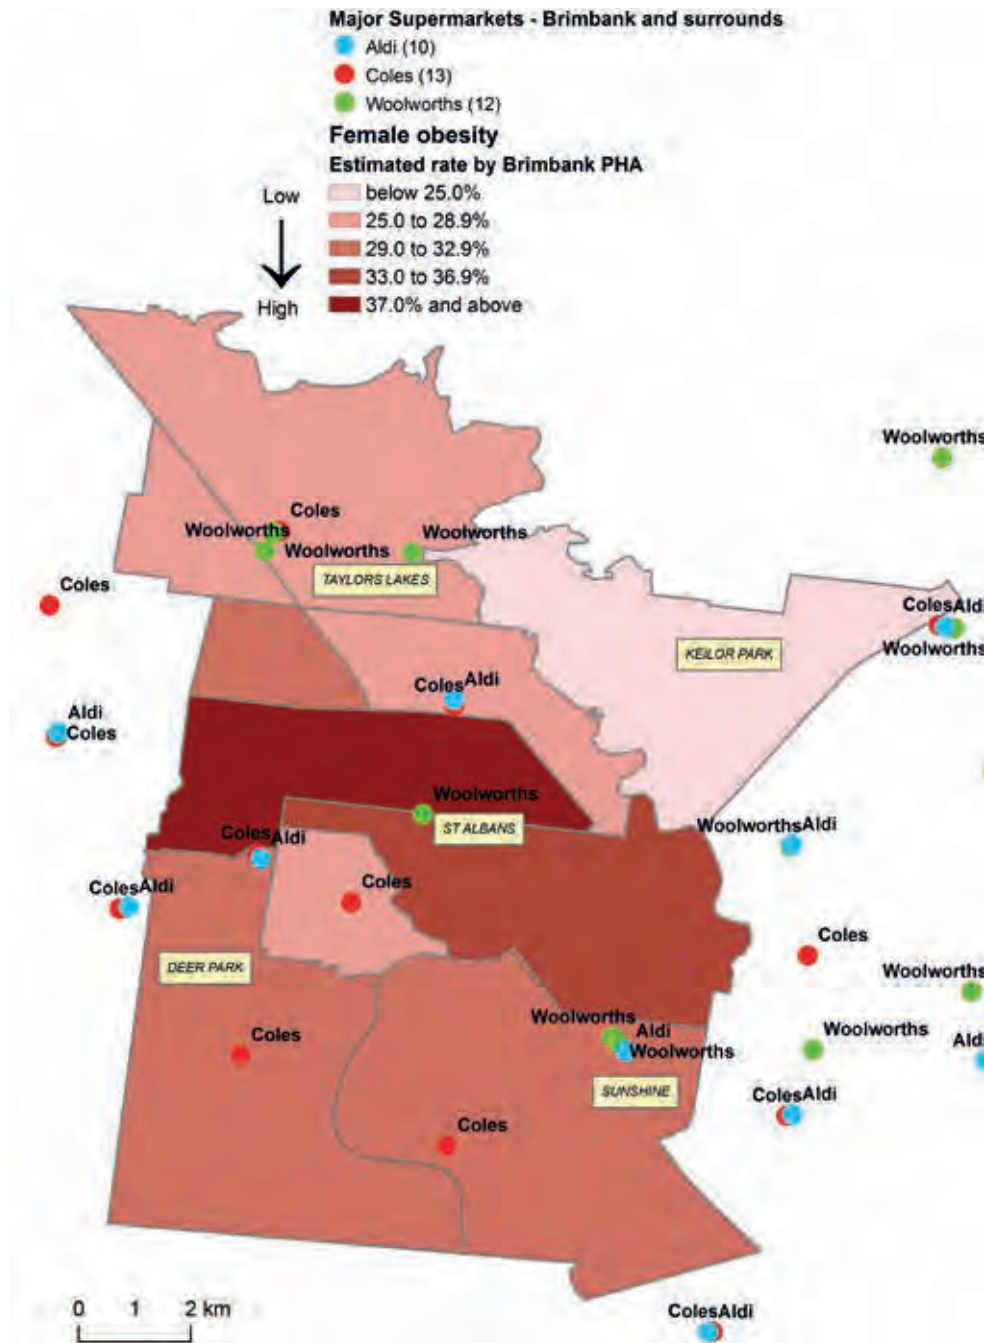 Major Supermarkets - Brimbank and surrounds
Aldi (10)
Coles (13)
Woolworths (12)
Female obesity
Estimated rate by Brimbank PHA
Low
below 25.0%
25.0 to 28.9%
29.0 to 32.9%
33.0 to 36.9%
High
37.0% and above
Woolworths
Coles
Woolworths
Woolworths
Woolworths
TAYLORS LAKES
Coles
ColesAldi
Woolworths
KEILOR PARK
ColesAldi
Aldi
Coles
Woolworths
ST ALBANS
WoolworthsAldi
Coles
Aldi
Coles
ColesAldi
Coles
DEER PARK
Woolworths
Woolworths
Aldi
Woolworths
Woolworths
Coles
Ald
SUNSHINE
ColesAldi
Coles
0 1 2 km
ColesAldi